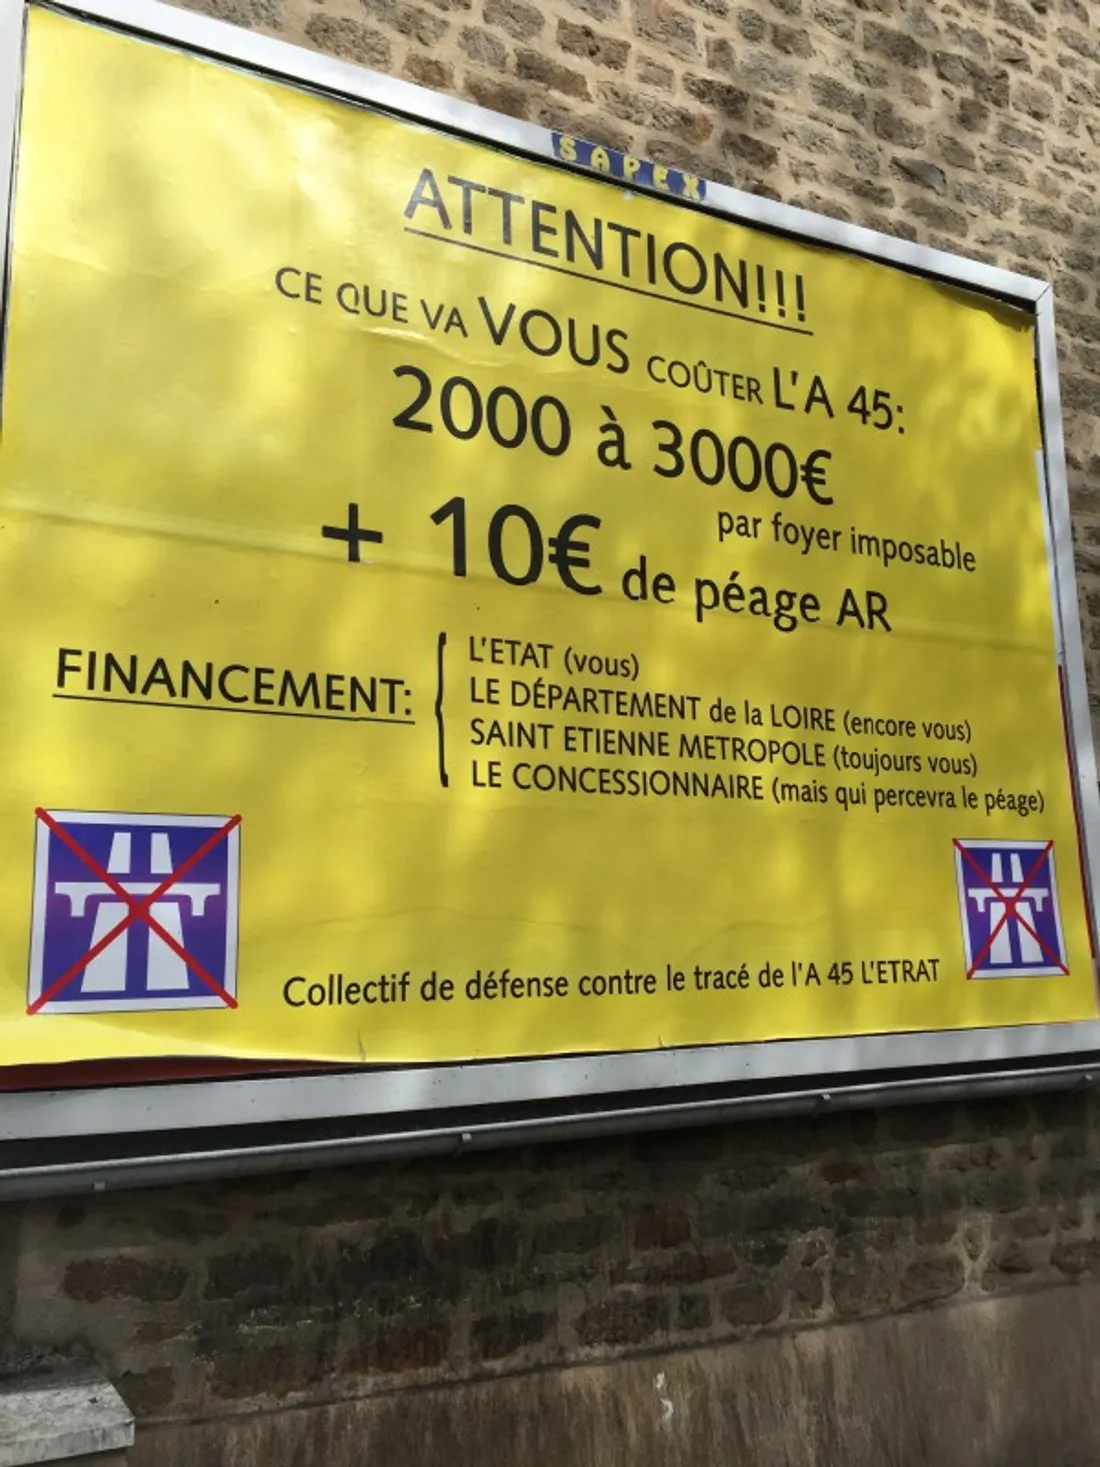 SAPEX
ATTENTION!!!
CE QUE VA VOUS COÛTER L'A 45:
2000 à 3000€
par foyer imposable
+ 10€ de péage AR
FINANCEMENT:
L'ETAT (vous)
LE DÉPARTEMENT de la LOIRE (encore vous)
SAINT ETIENNE METROPOLE (toujours vous)
LE CONCESSIONNAIRE (mais qui percevra le péage)
Collectif de défense contre le tracé de l'A 45 L'ETRAT